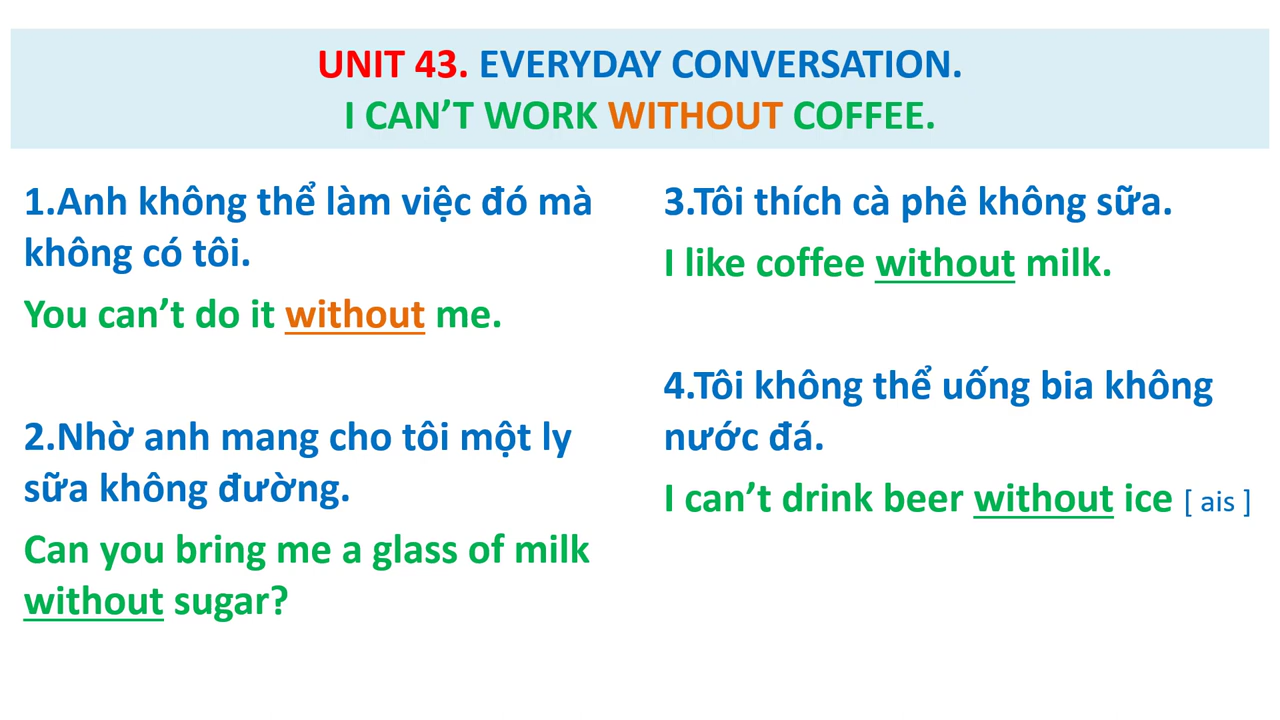 UNIT 43. EVERYDAY CONVERSATION.
I CAN’T WORK WITHOUT COFFEE.
1.Anh không thể làm việc đó mà
không có tôi.
You can’t do it without me.
2.Nhờ anh mang cho tôi một ly
sữa không đường.
Can you bring me a glass of milk
without sugar?
3.Tôi thích cà phê không sữa.
I like coffee without milk.
4.Tôi không thể uống bia không
nước đá.
I can’t drink beer without ice [ ais ]